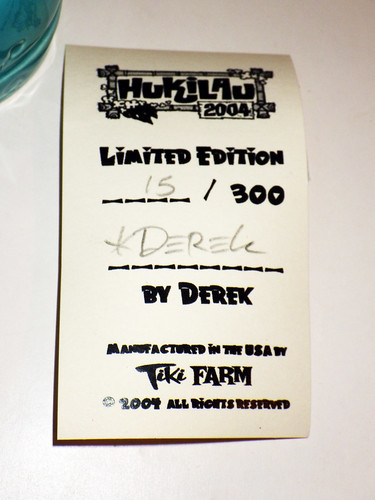 HUKILAU
2004
LIMITED EDITION
15 / 300
*DEREK
BY DEREK
MANUFACTURED IN THE USA BY
TIKI FARM
© 2004 ALL RIGHTS RESERVED